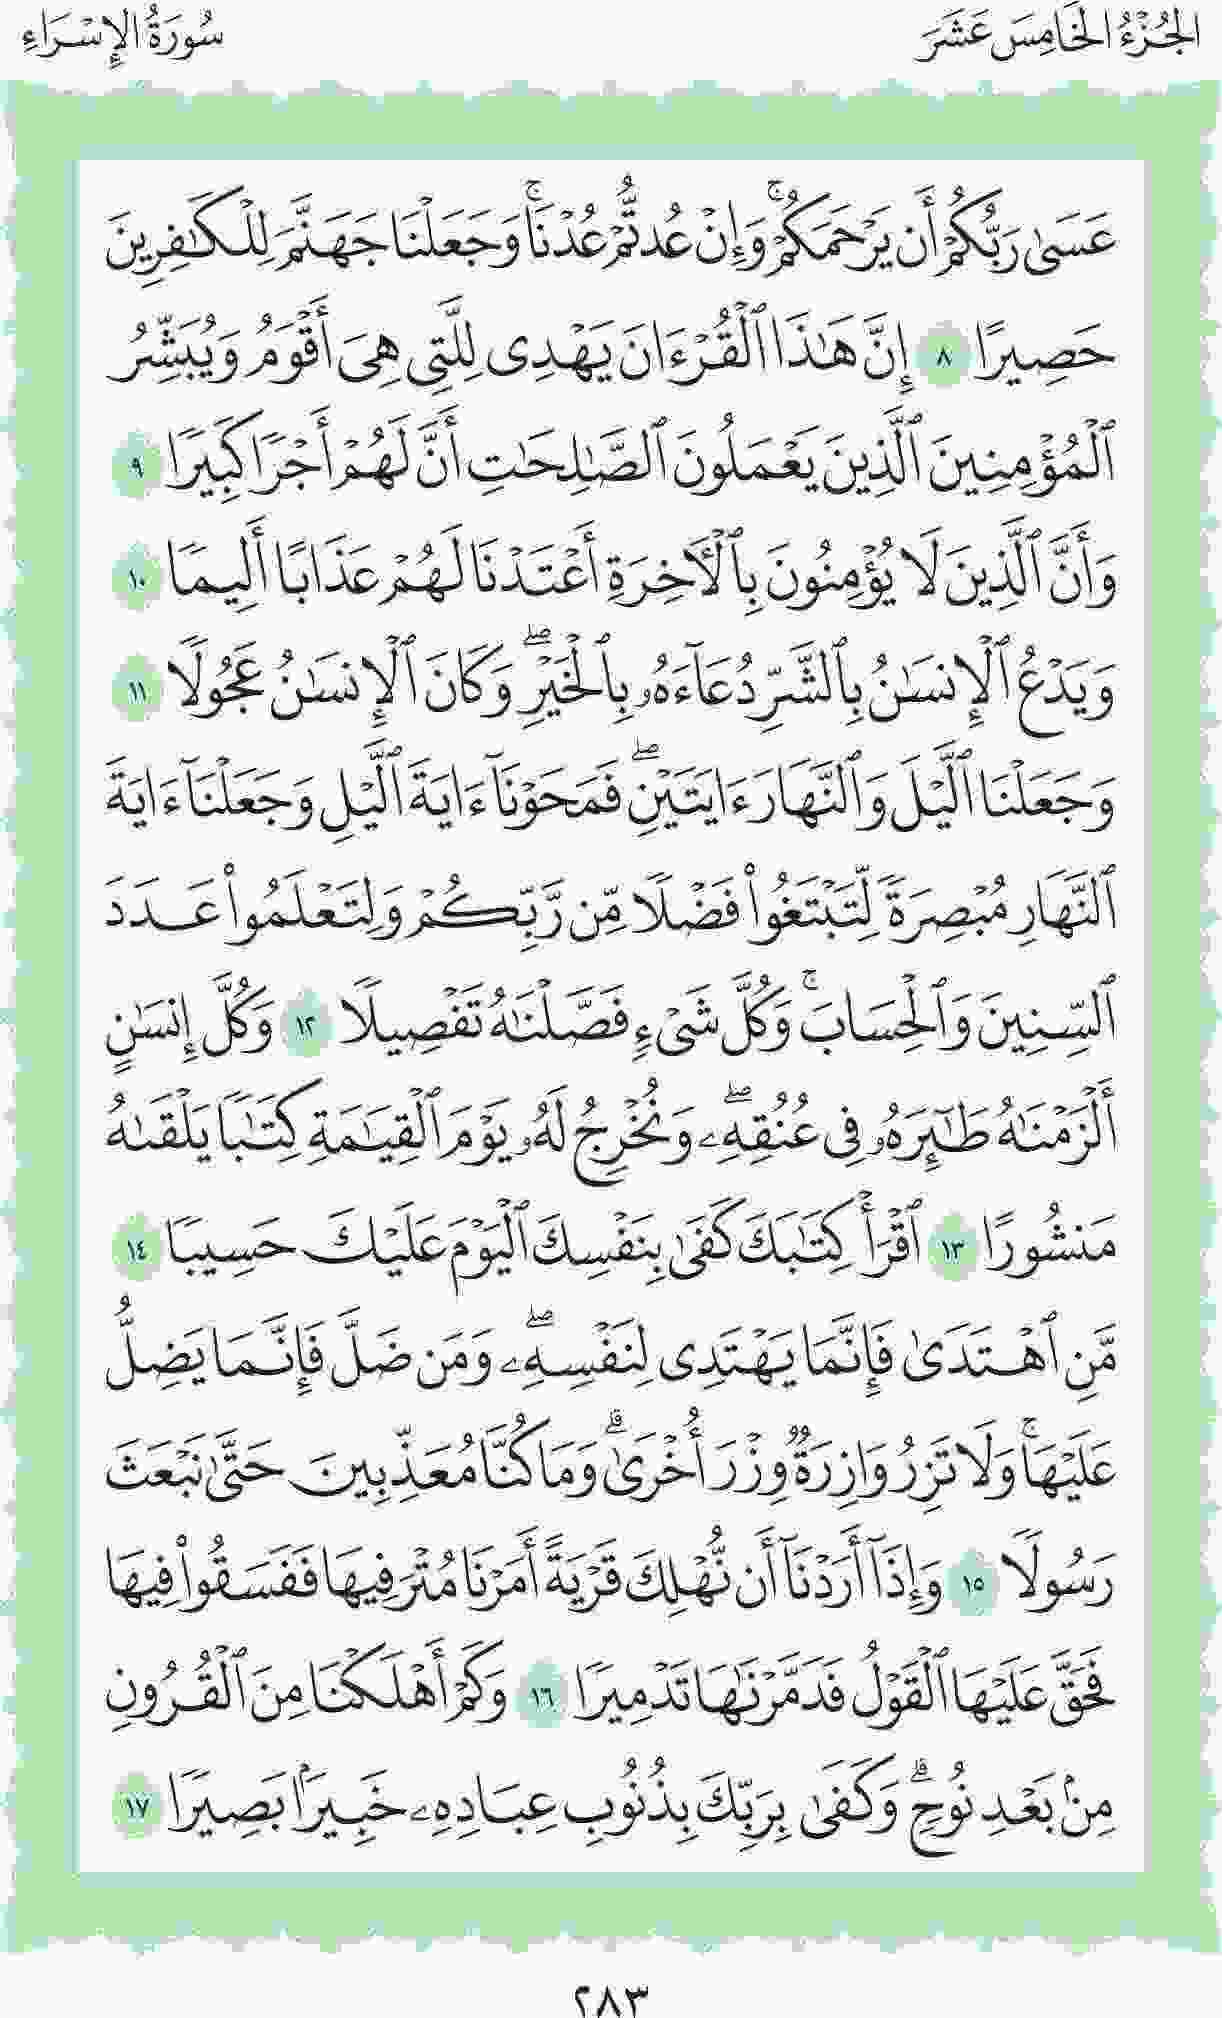 الجُزْءُ الخَامِسَ عَشَرَ سُورَةُ الإِسْرَاءِ
عَسَىٰ رَبُّكُمْ أَن يَرْحَمَكُمْۚ وَإِنْ عُدتُّمْ عُدْنَاۚ وَجَعَلْنَا جَهَنَّمَ لِلْكَٰفِرِينَ
حَصِيرًا ٨ إِنَّ هَٰذَا ٱلْقُرْءَانَ يَهْدِى لِلَّتِى هِىَ أَقْوَمُ وَيُبَشِّرُ
ٱلْمُؤْمِنِينَ ٱلَّذِينَ يَعْمَلُونَ ٱلصَّٰلِحَٰتِ أَنَّ لَهُمْ أَجْرًا كَبِيرًا ٩
وَأَنَّ ٱلَّذِينَ لَا يُؤْمِنُونَ بِٱلْأَخِرَةِ أَعْتَدْنَا لَهُمْ عَذَابًا أَلِيمًا ١٠
وَيَدْعُ ٱلْإِنسَٰنُ بِٱلشَّرِّ دُعَآءَهُۥ بِٱلْخَيْرِۖ وَكَانَ ٱلْإِنسَٰنُ عَجُولًا ١١
وَجَعَلْنَا ٱلَّيْلَ وَٱلنَّهَارَ ءَايَتَيْنِۖ فَمَحَوْنَآ ءَايَةَ ٱلَّيْلِ وَجَعَلْنَآ ءَايَةَ
ٱلنَّهَارِ مُبْصِرَةً لِّتَبْتَغُوا۟ فَضْلًا مِّن رَّبِّكُمْ وَلِتَعْلَمُوا۟ عَدَدَ
ٱلسِّنِينَ وَٱلْحِسَابَۚ وَكُلَّ شَىْءٍ فَصَّلْنَٰهُ تَفْصِيلًا ١٢ وَكُلَّ إِنسَٰنٍ
أَلْزَمْنَٰهُ طَٰٓئِرَهُۥ فِى عُنُقِهِۦۖ وَنُخْرِجُ لَهُۥ يَوْمَ ٱلْقِيَٰمَةِ كِتَٰبًا يَلْقَىٰهُ
مَنشُورًا ١٣ ٱقْرَأْ كِتَٰبَكَ كَفَىٰ بِنَفْسِكَ ٱلْيَوْمَ عَلَيْكَ حَسِيبًا ١٤
مَّنِ ٱهْتَدَىٰ فَإِنَّمَا يَهْتَدِى لِنَفْسِهِۦۖ وَمَن ضَلَّ فَإِنَّمَا يَضِلُّ
عَلَيْهَاۚ وَلَا تَزِرُ وَازِرَةٌ وِزْرَ أُخْرَىٰۗ وَمَا كُنَّا مُعَذِّبِينَ حَتَّىٰ نَبْعَثَ
رَسُولًا ١٥ وَإِذَآ أَرَدْنَآ أَن نُّهْلِكَ قَرْيَةً أَمَرْنَا مُتْرَفِيهَا فَفَسَقُوا۟ فِيهَا
فَحَقَّ عَلَيْهَا ٱلْقَوْلُ فَدَمَّرْنَٰهَا تَدْمِيرًا ١٦ وَكَمْ أَهْلَكْنَا مِنَ ٱلْقُرُونِ
مِنۢ بَعْدِ نُوحٍۗ وَكَفَىٰ بِرَبِّكَ بِذُنُوبِ عِبَادِهِۦ خَبِيرًۢا بَصِيرًا ١٧
٢٨٣